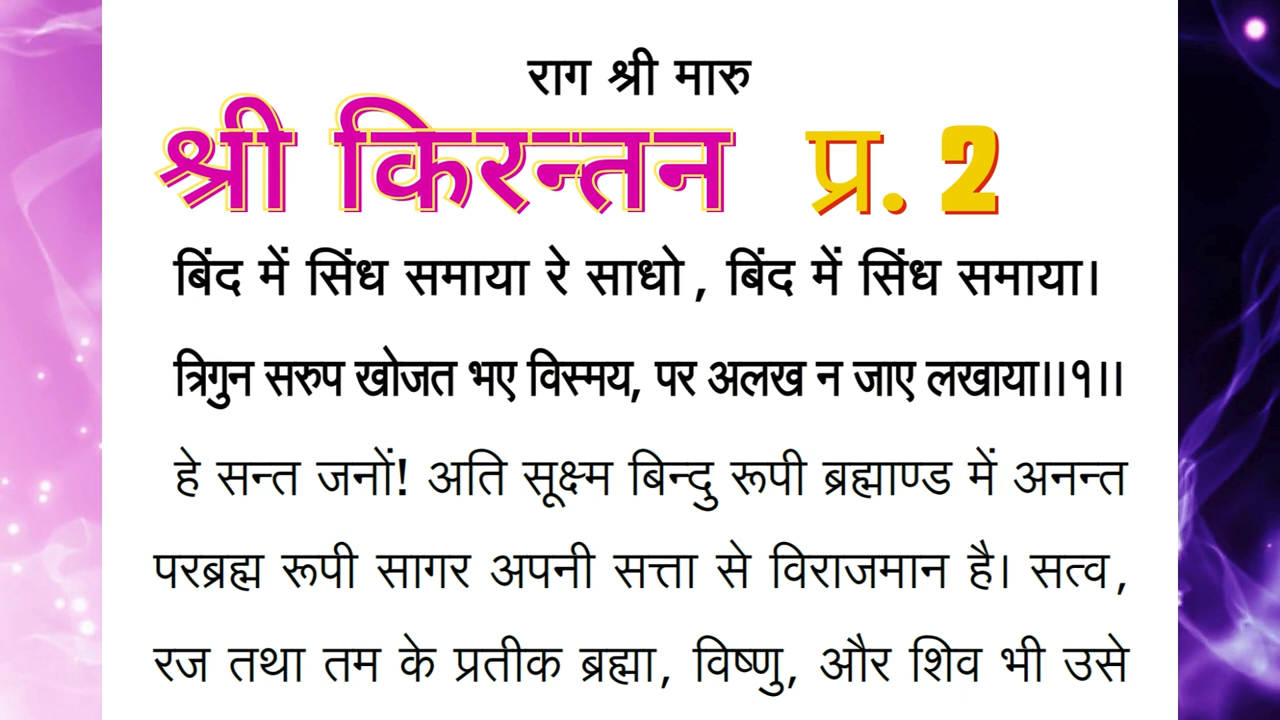 राग श्री मारु
श्री किरन्तन प्र. 2
बिंद में सिंध समाया रे साधो, बिंद में सिंध समाया।
त्रिगुन सरुप खोजत भए विस्मय, पर अलख न जाए लखाया।।१।।
हे सन्त जनों! अति सूक्ष्म बिन्दु रूपी ब्रह्माण्ड में अनन्त
परब्रह्म रूपी सागर अपनी सत्ता से विराजमान है। सत्व,
रज तथा तम के प्रतीक ब्रह्मा, विष्णु, और शिव भी उसे